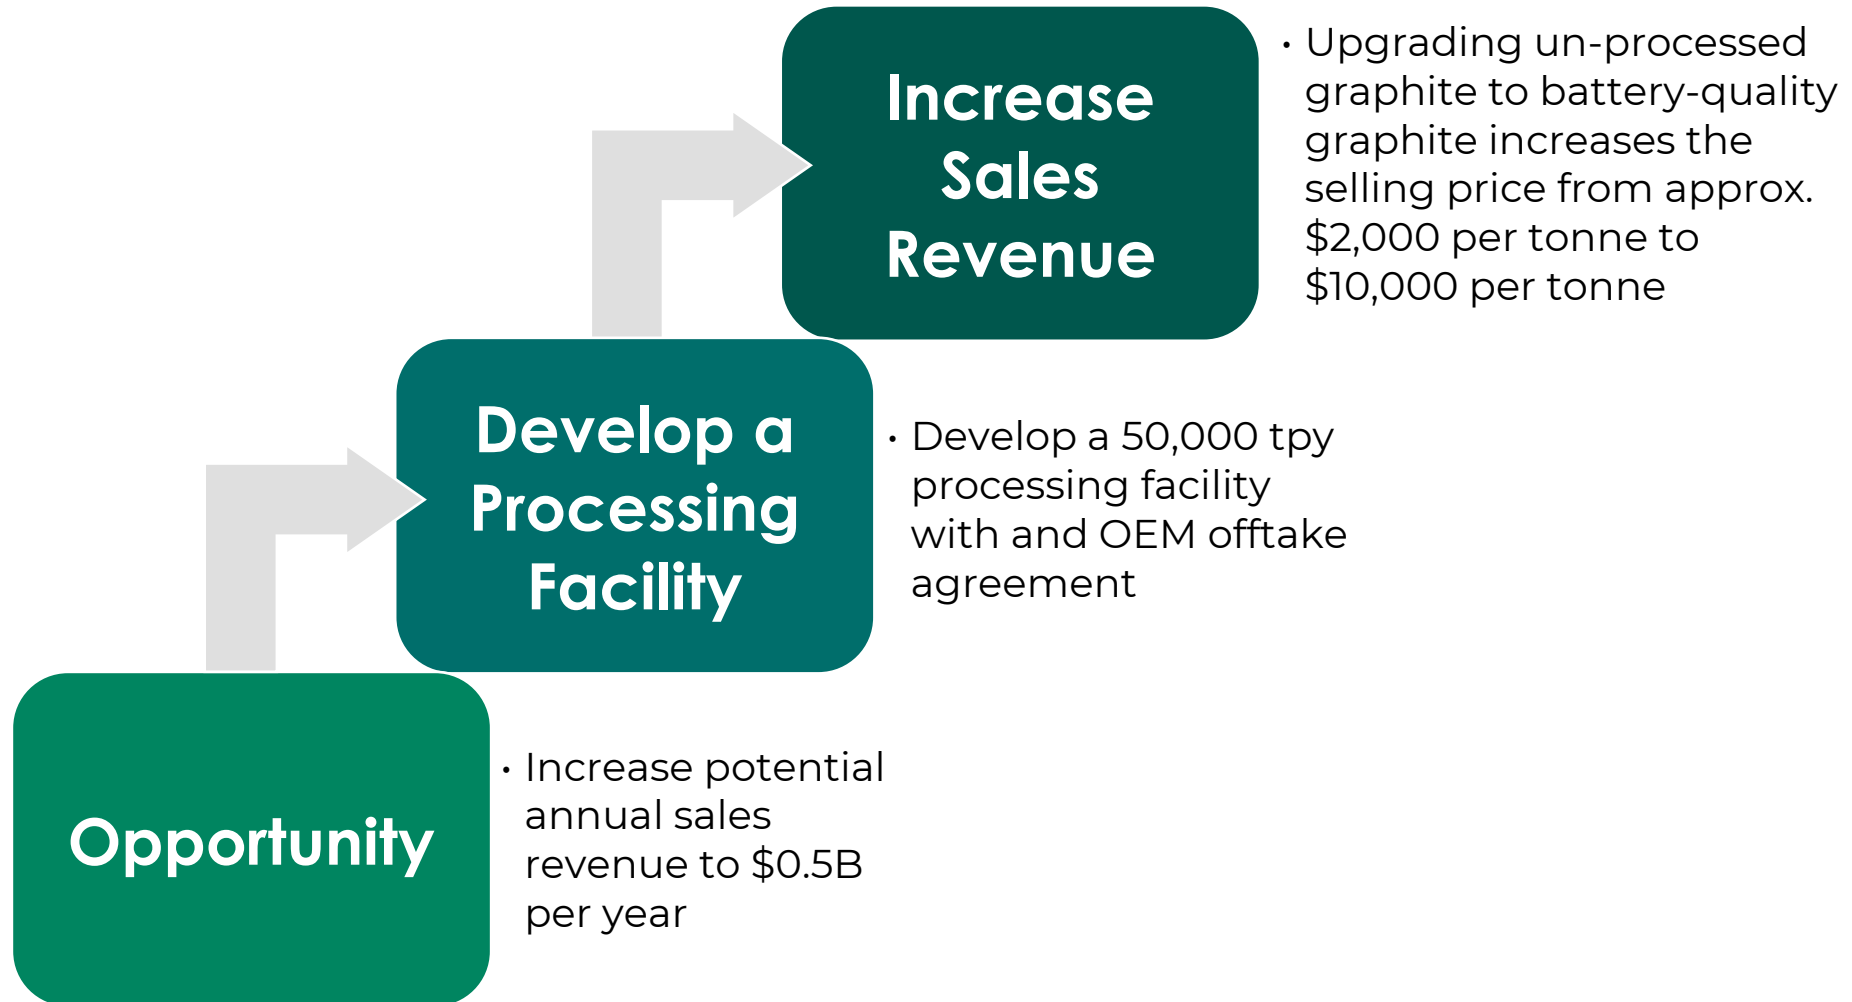 Increase
Sales
Revenue
· Upgrading un-processed
graphite to battery-quality
graphite increases the
selling price from approx.
$2,000 per tonne to
$10,000 per tonne
Develop a
Processing
Facility
· Develop a 50,000 tpy
processing facility
with and OEM offtake
agreement
Opportunity
· Increase potential
annual sales
revenue to $0.5B
per year